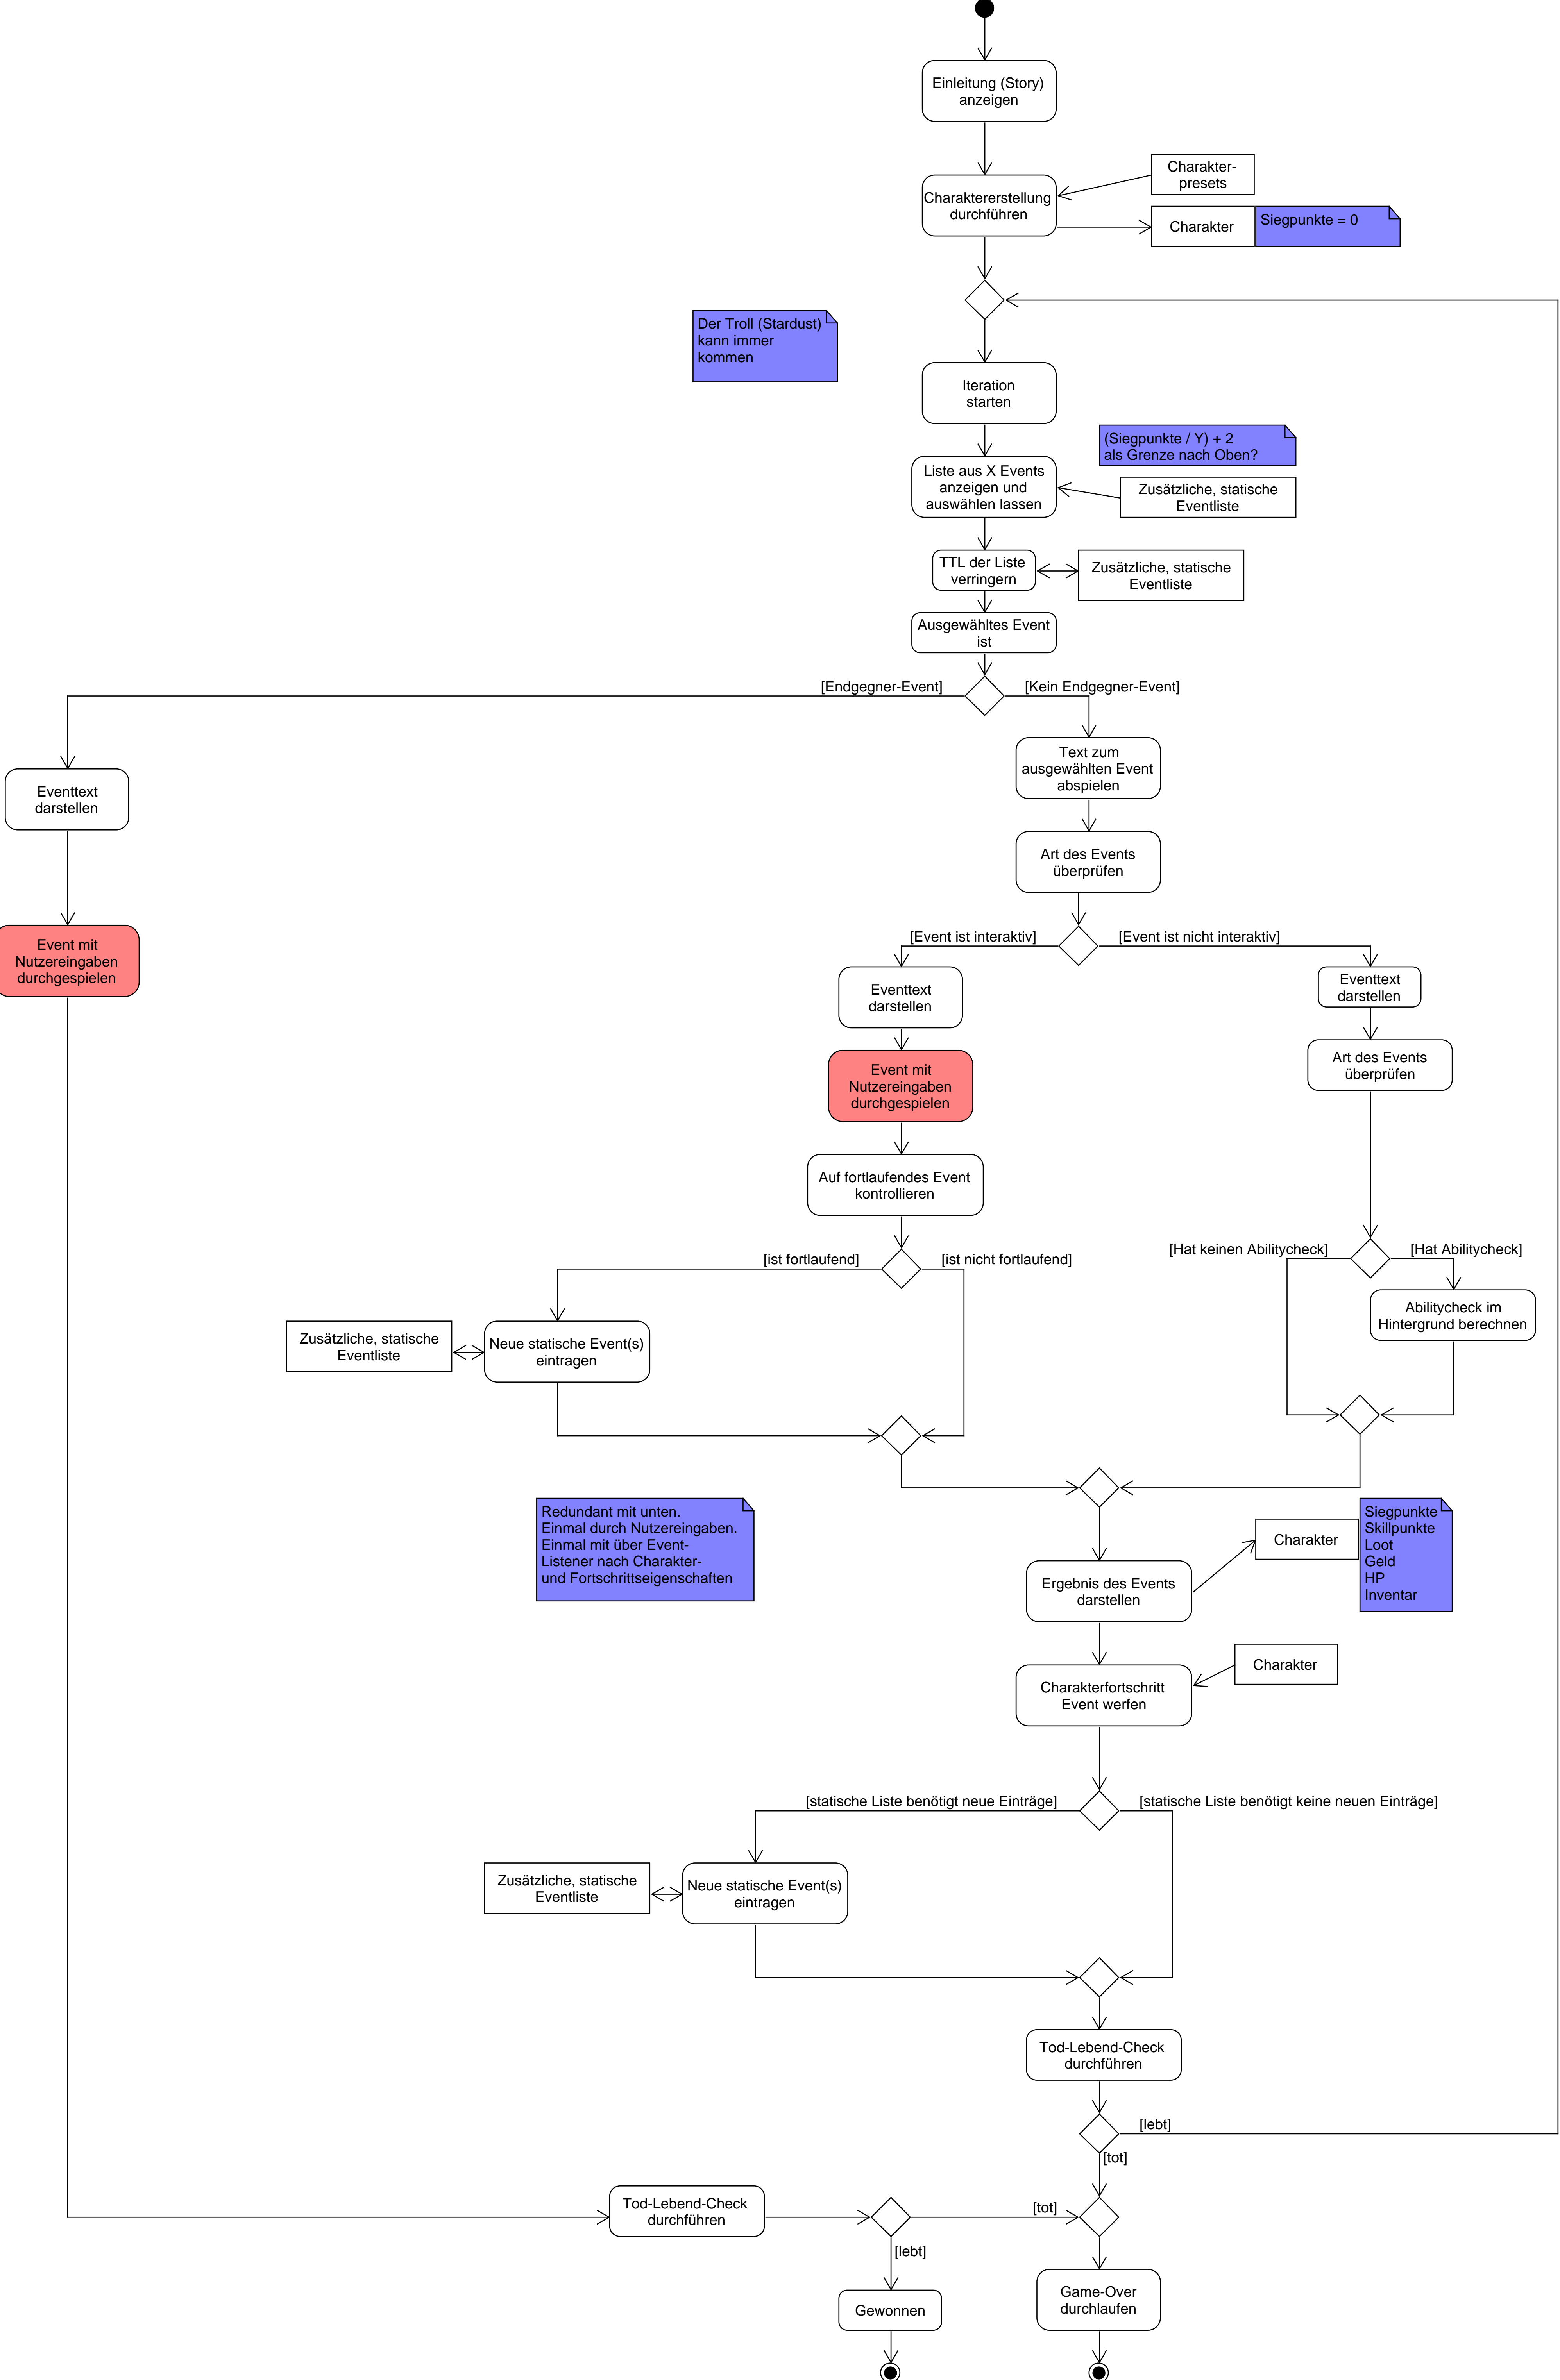 Einleitung (Story)
anzeigen
Charakter-
presets
Charaktererstellung
durchführen
Charakter
Siegpunkte = 0
Der Troll (Stardust)
kann immer
kommen
Iteration
starten
(Siegpunkte / Y) + 2
als Grenze nach Oben?
Liste aus X Events
anzeigen und
auswählen lassen
Zusätzliche, statische
Eventliste
TTL der Liste
verringern
Zusätzliche, statische
Eventliste
Ausgewähltes Event
ist
[Endgegner-Event]
[Kein Endgegner-Event]
Text zum
ausgewählten Event
abspielen
Eventtext
darstellen
Art des Events
überprüfen
Event mit
Nutzereingaben
durchgespielen
[Event ist interaktiv]
[Event ist nicht interaktiv]
Eventtext
darstellen
Eventtext
darstellen
Event mit
Nutzereingaben
durchgespielen
Art des Events
überprüfen
Auf fortlaufendes Event
kontrollieren
[ist fortlaufend]
[ist nicht fortlaufend]
[Hat keinen Abilitycheck]
[Hat Abilitycheck]
Zusätzliche, statische
Eventliste
Neue statische Event(s)
eintragen
Abilitycheck im
Hintergrund berechnen
Redundant mit unten.
Einmal durch Nutzereingaben.
Einmal mit über Event-
Listener nach Charakter-
und Fortschrittseigenschaften
Charakter
Siegpunkte
Skillpunkte
Loot
Geld
HP
Inventar
Ergebnis des Events
darstellen
Charakter
Charakterfortschritt
Event werfen
[statische Liste benötigt neue Einträge]
[statische Liste benötigt keine neuen Einträge]
Zusätzliche, statische
Eventliste
Neue statische Event(s)
eintragen
Tod-Lebend-Check
durchführen
[lebt]
[tot]
Tod-Lebend-Check
durchführen
[tot]
[lebt]
Gewonnen
Game-Over
durchlaufen